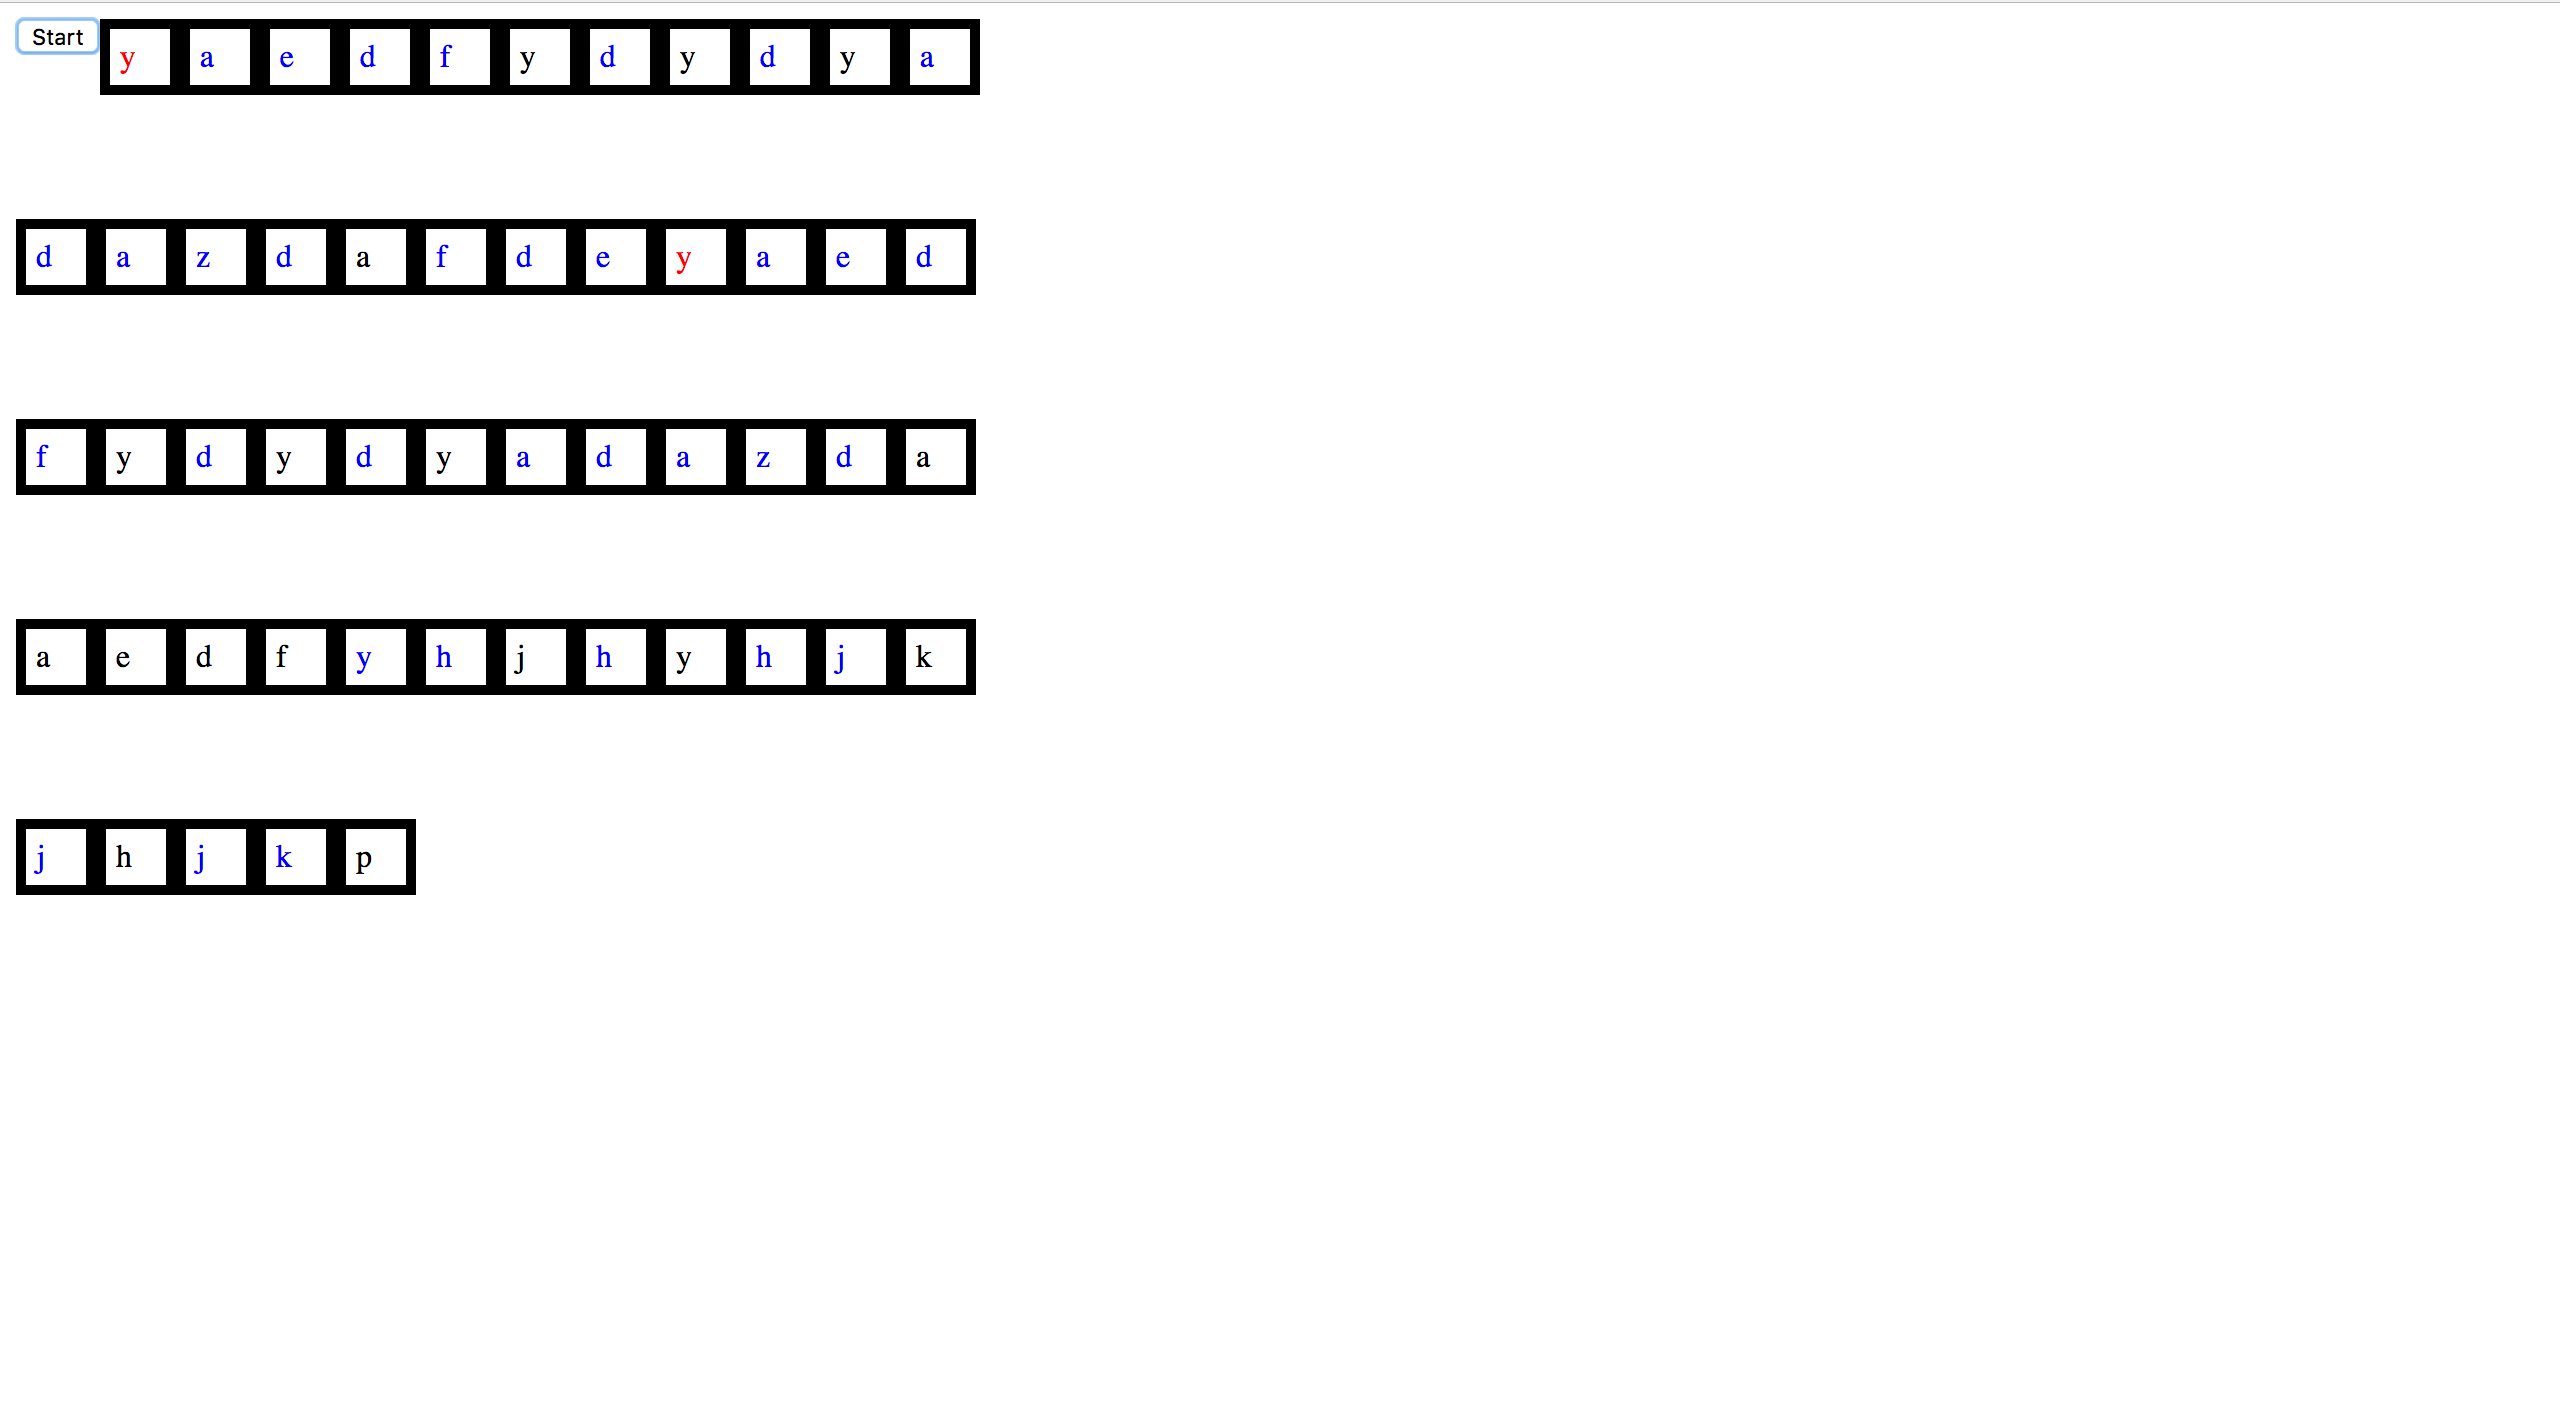 Start y a e d f y d y d y a
d a z d a f d e y a e d
f y d y d y a d a z d a
a e d f y h j h y h j k
j h j k p